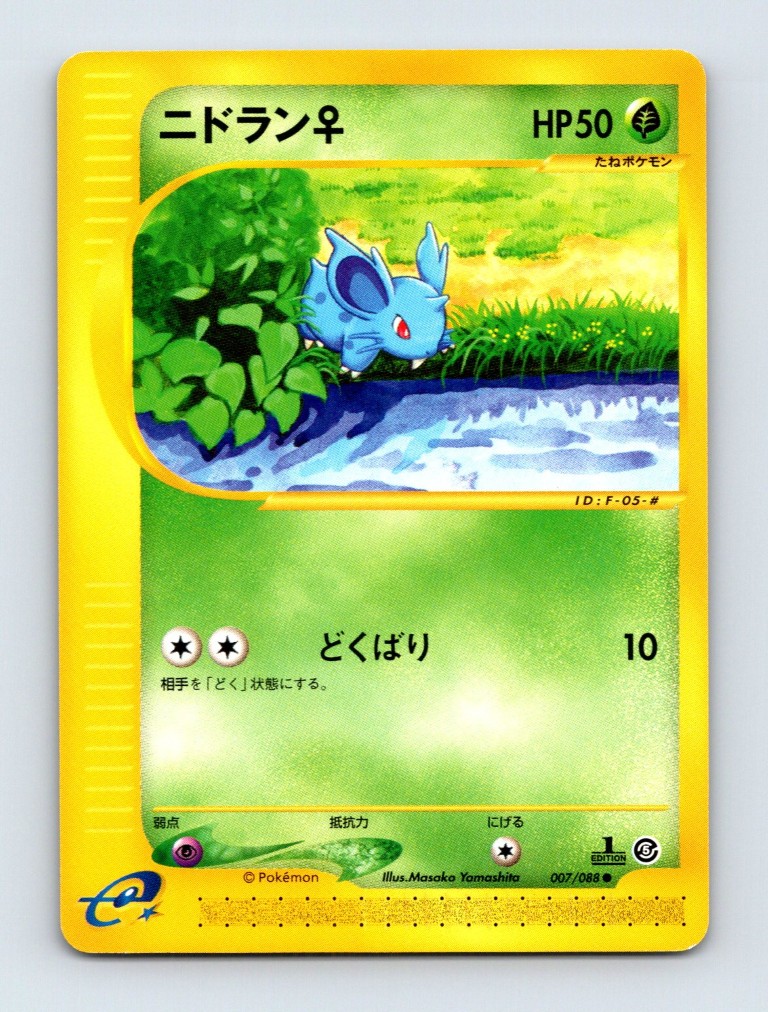 ニドラン♀ HP50
たねポケモン
ID:F-05-#
どくばり 10
相手を「どく」状態にする。
弱点 抵抗力 にげる
1 EDITION 5
©Pokémon Illus.Masako Yamashita 007/088 ●
e